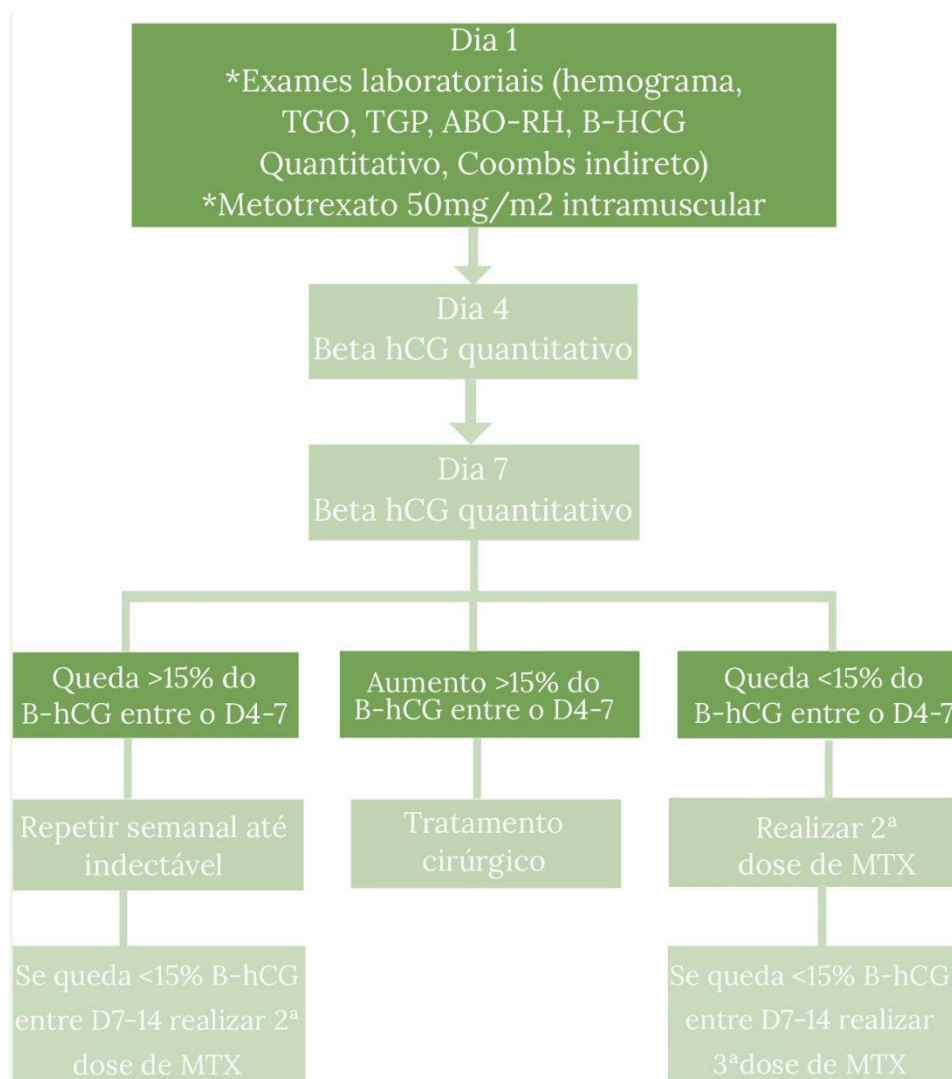 Dia 1
*Exames laboratoriais (hemograma,
TGO, TGP, ABO-RH, B-HCG
Quantitativo, Coombs indireto)
*Metotrexato 50mg/m2 intramuscular
Dia 4
Beta hCG quantitativo
Dia 7
Beta hCG quantitativo
Queda >15% do
B-hCG entre o D4-7
Aumento >15% do
B-hCG entre o D4-7
Queda <15% do
B-hCG entre o D4-7
Repetir semanal até
indectável
Tratamento
cirúrgico
Realizar 2ª
dose de MTX
Se queda <15% B-hCG
entre D7-14 realizar 2ª
dose de MTX
Se queda <15% B-hCG
entre D7-14 realizar
3ªdose de MTX